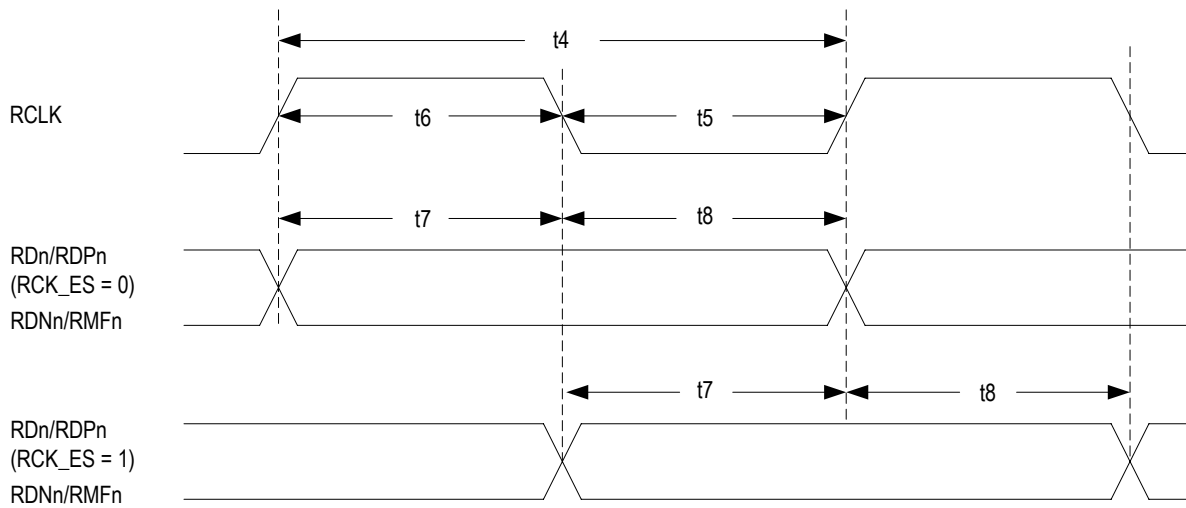 t4
RCLK
t6
t5
t7
t8
RDn/RDPn
(RCK_ES = 0)
RDNn/RMFn
t7
t8
RDn/RDPn
(RCK_ES = 1)
RDNn/RMFn